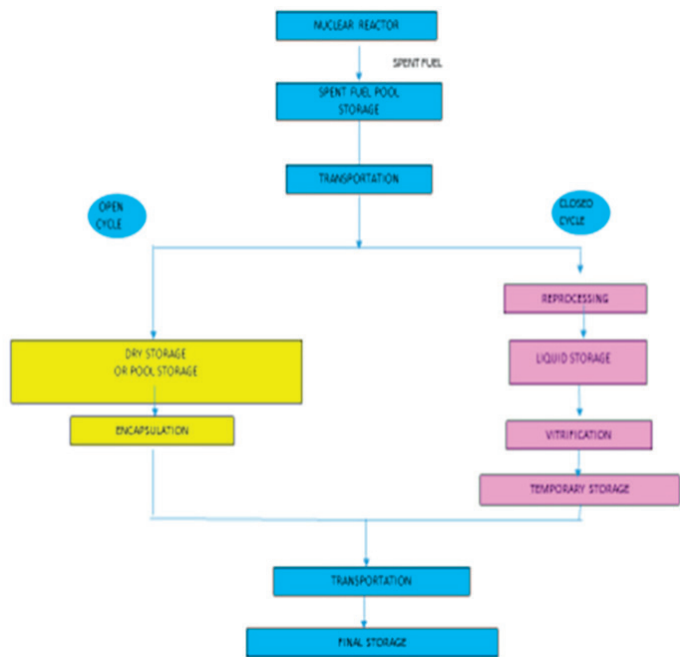 NUCLEAR REACTOR
SPENT FUEL
SPENT FUEL POOL
STORAGE
TRANSPORTATION
OPEN
CYCLE
CLOSED
CYCLE
REPROCESSING
DRY STORAGE
OR POOL STORAGE
LIQUID STORAGE
ENCAPSULATION
VITRIFICATION
TEMPORARY STORAGE
TRANSPORTATION
FINAL STORAGE